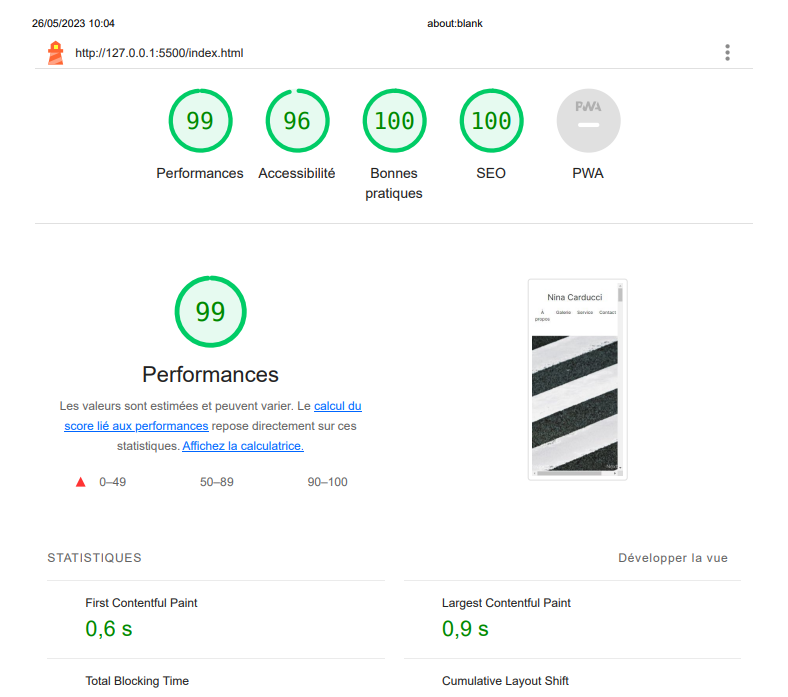 26/05/2023 10:04 about:blank
http://127.0.0.1:5500/index.html
99 96 100 100 PWA
Performances Accessibilité Bonnes pratiques SEO PWA
99
Performances
Les valeurs sont estimées et peuvent varier. Le calcul du
score lié aux performances repose directement sur ces
statistiques. Affichez la calculatrice.
0–49 50–89 90–100
Nina Carducci
À propos Galerie Service Contact
STATISTIQUES Développer la vue
First Contentful Paint
0,6 s
Largest Contentful Paint
0,9 s
Total Blocking Time
Cumulative Layout Shift